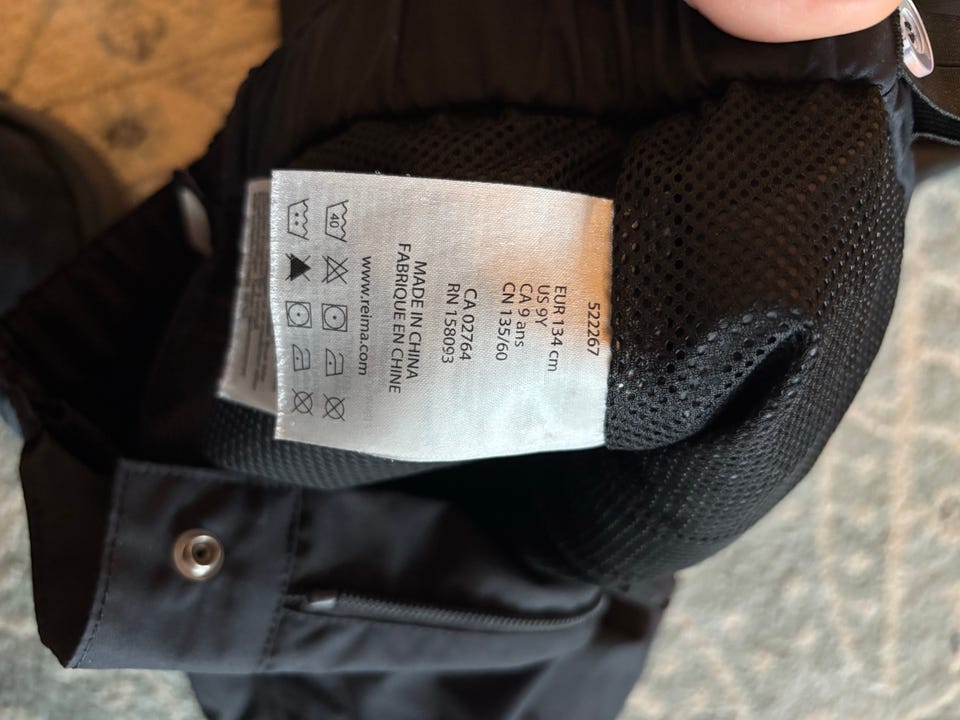 522267
EUR 134 cm
US 9Y
CA 9 ans
CN 135/60
CA 02764
RN 158093
MADE IN CHINA
FABRIQUE EN CHINE
www.reima.com
40